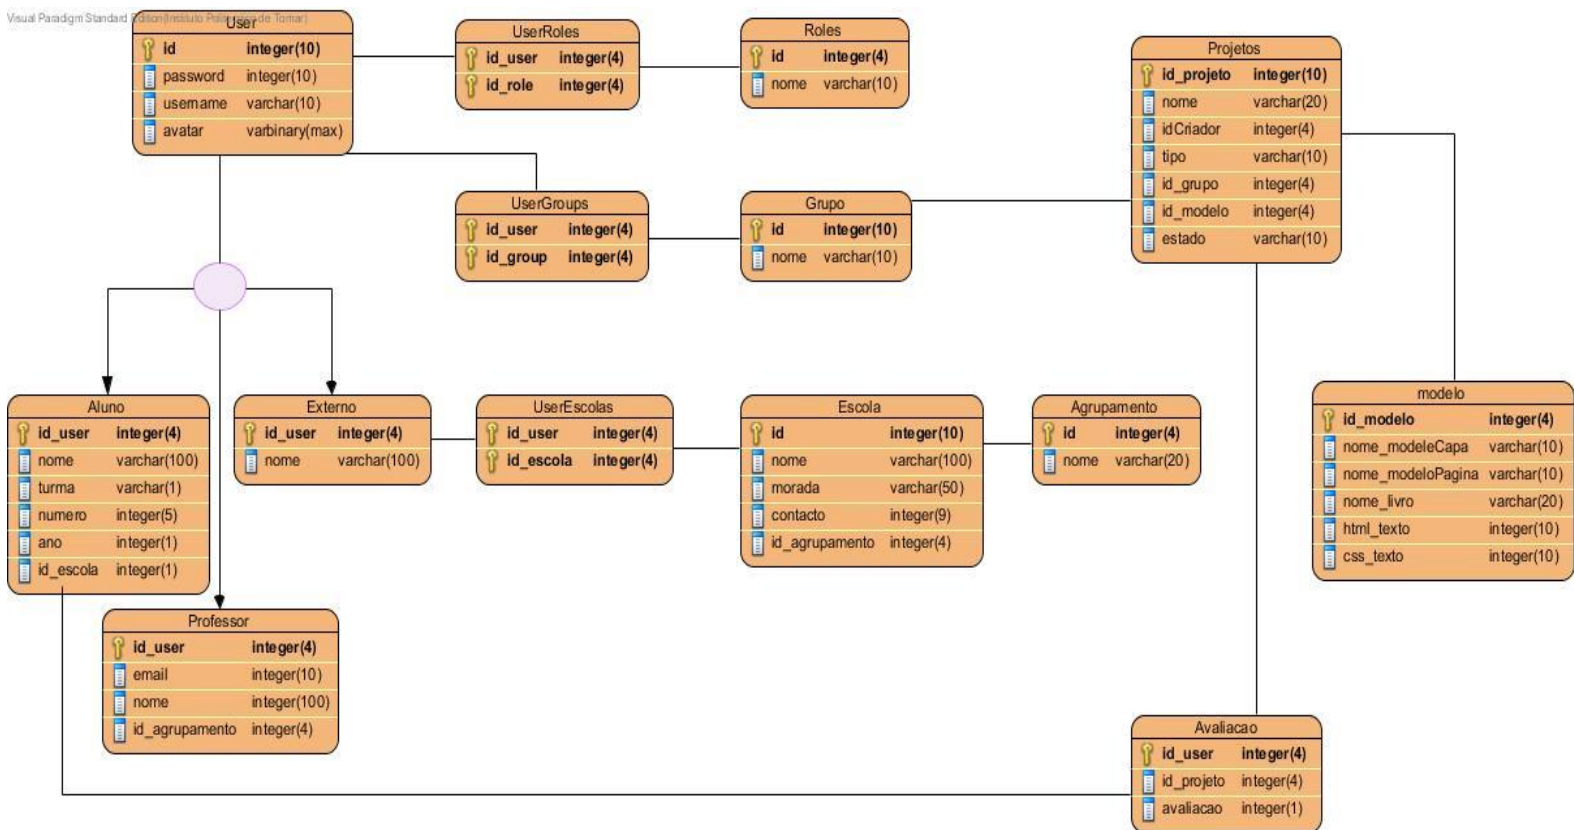 Visual Paradigm Standard Edition(Instituto Politecnico de Tomar)
User
id integer(10)
password integer(10)
username varchar(10)
avatar varbinary(max)
UserRoles
id_user integer(4)
id_role integer(4)
Roles
id integer(4)
nome varchar(10)
Projetos
id_projeto integer(10)
nome varchar(20)
idCriador integer(4)
tipo varchar(10)
id_grupo integer(4)
id_modelo integer(4)
estado varchar(10)
UserGroups
id_user integer(4)
id_group integer(4)
Grupo
id integer(10)
nome varchar(10)
Aluno
id_user integer(4)
nome varchar(100)
turma varchar(1)
numero integer(5)
ano integer(1)
id_escola integer(1)
Externo
id_user integer(4)
nome varchar(100)
UserEscolas
id_user integer(4)
id_escola integer(4)
Escola
id integer(10)
nome varchar(100)
morada varchar(50)
contacto integer(9)
id_agrupamento integer(4)
Agrupamento
id integer(4)
nome varchar(20)
modelo
id_modelo integer(4)
nome_modeleCapa varchar(10)
nome_modeloPagina varchar(10)
nome_livro varchar(20)
html_texto integer(10)
css_texto integer(10)
Professor
id_user integer(4)
email integer(10)
nome integer(100)
id_agrupamento integer(4)
Avaliacao
id_user integer(4)
id_projeto integer(4)
avaliacao integer(1)